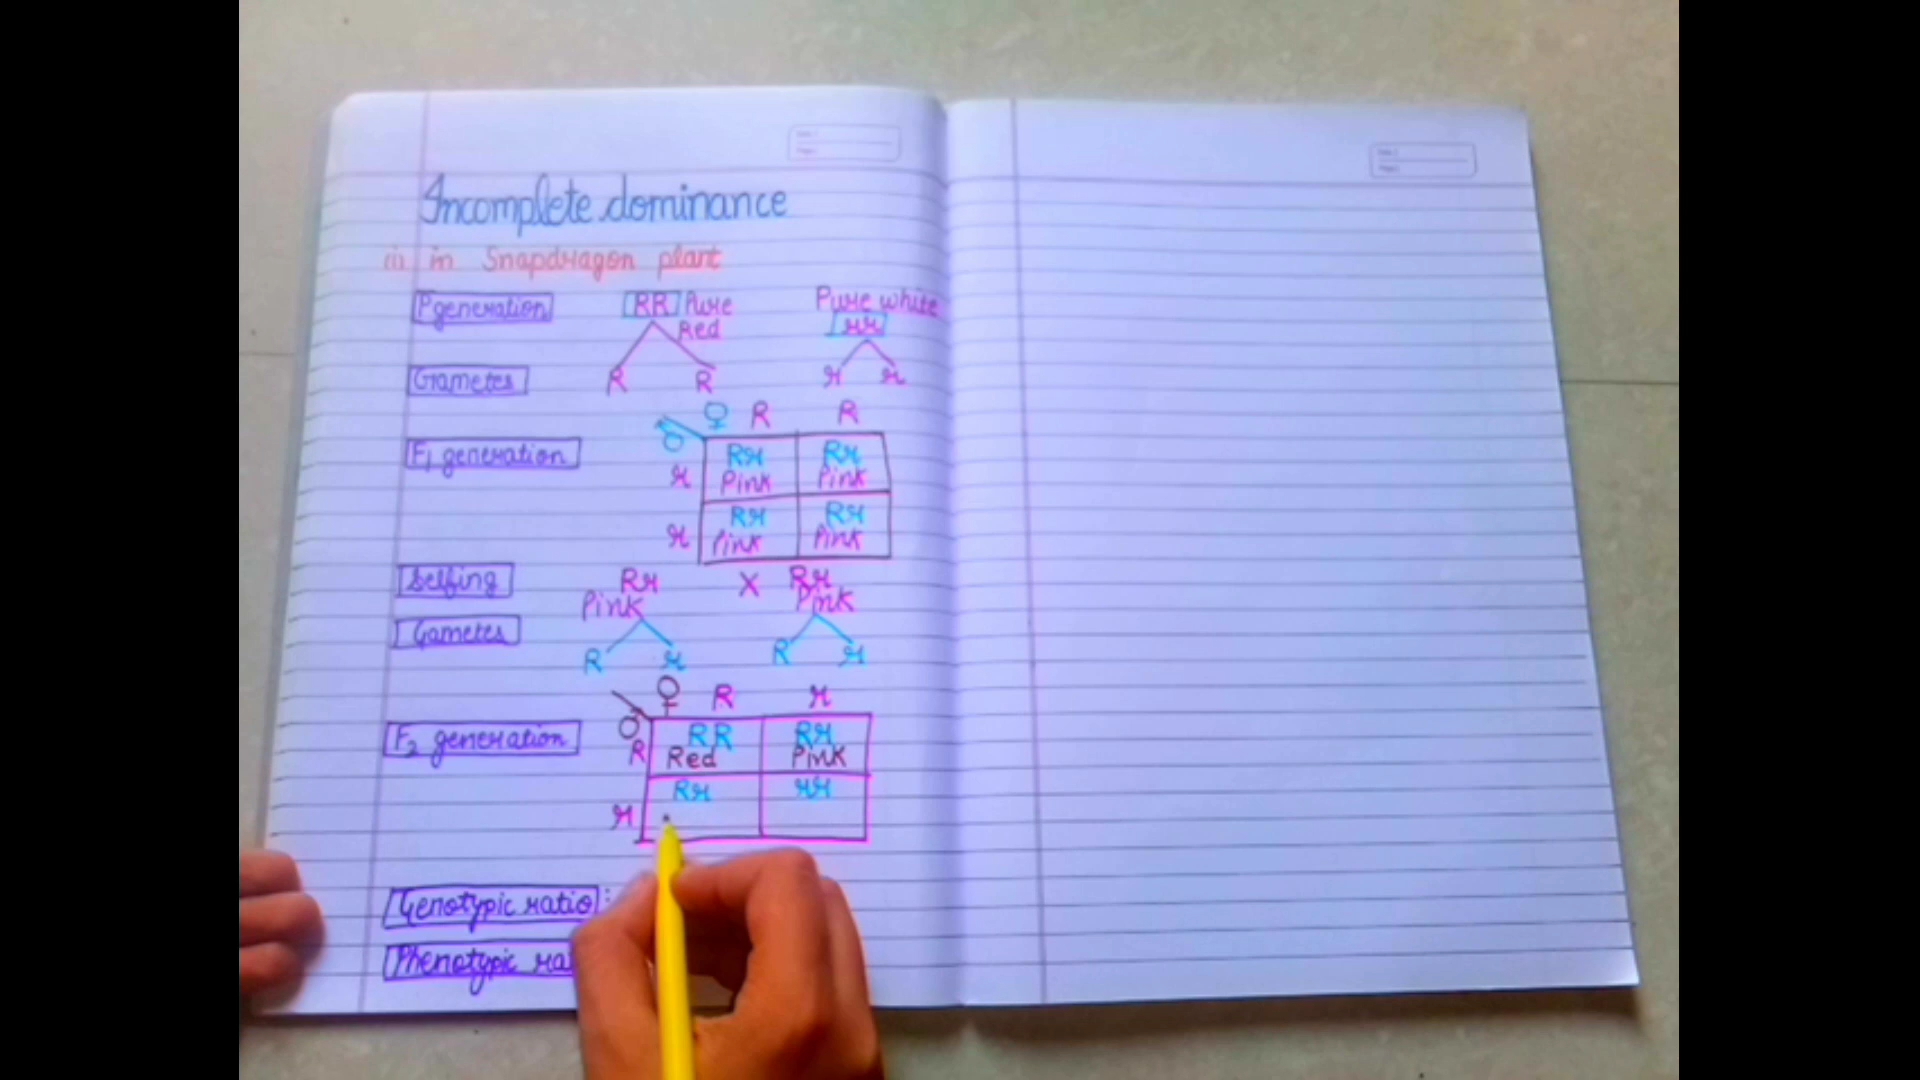 Incomplete dominance
(i) in Snapdragon plant
P generation RR Pure Red Pure white rr
Gametes R R r r
♂ ♀ R R
F1 generation r Rr Pink Rr Pink
r Rr Pink Rr Pink
Selfing Rr Pink X Rr Pink
Gametes R r R r
♂ ♀ R r
F2 generation R RR Red Rr Pink
r Rr rr
Genotypic ratio :
Phenotypic